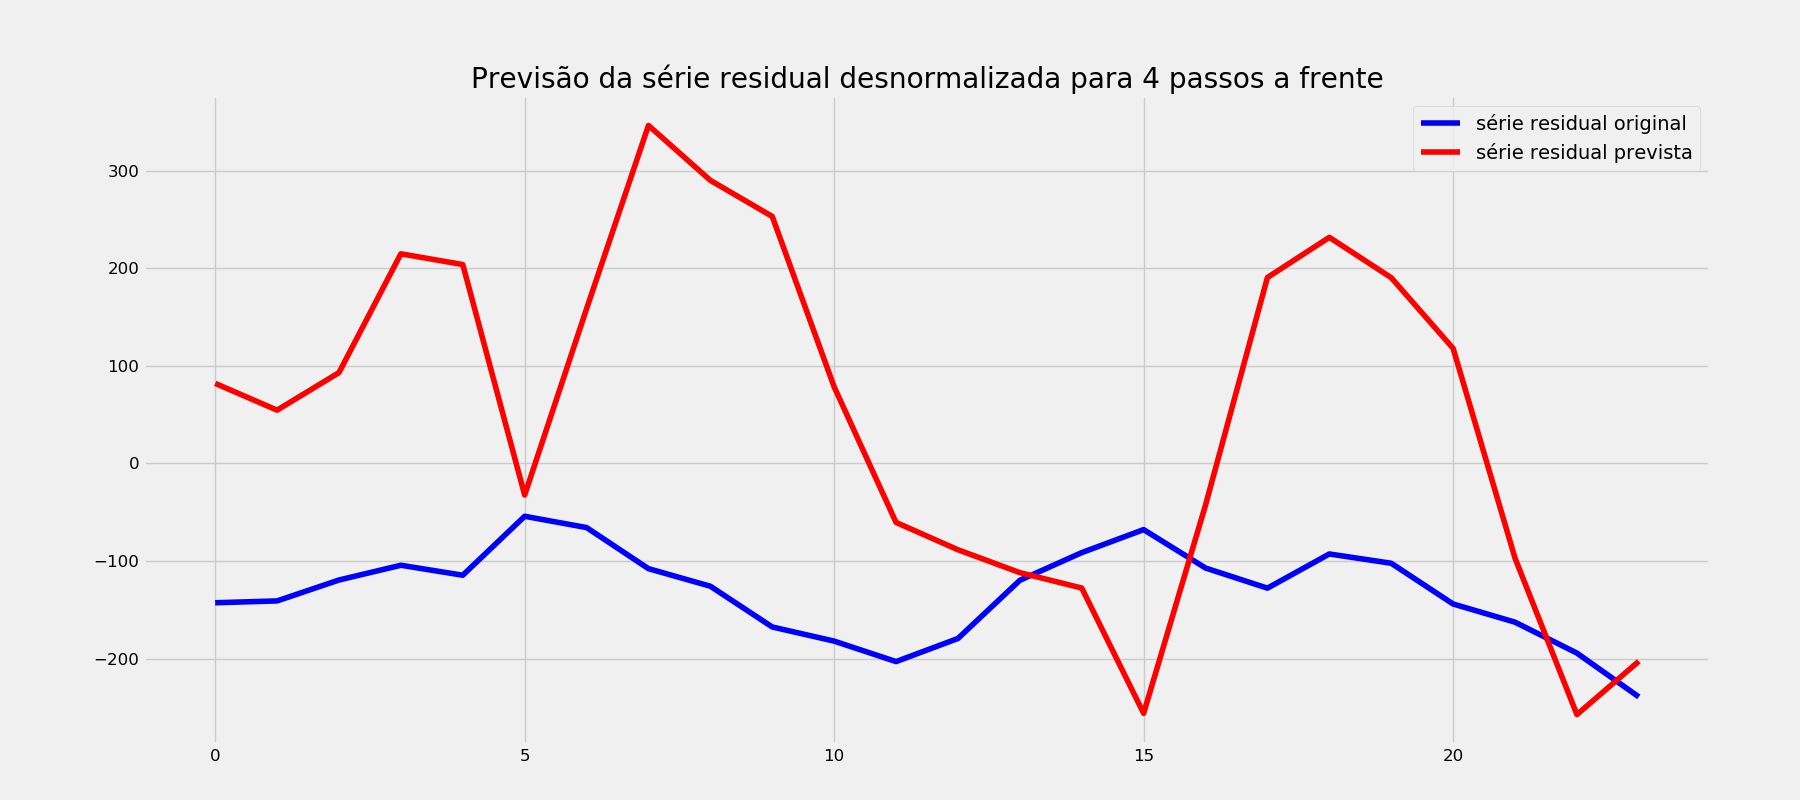 Previsão da série residual desnormalizada para 4 passos a frente
série residual original
série residual prevista
300
200
100
0
−100
−200
0 5 10 15 20